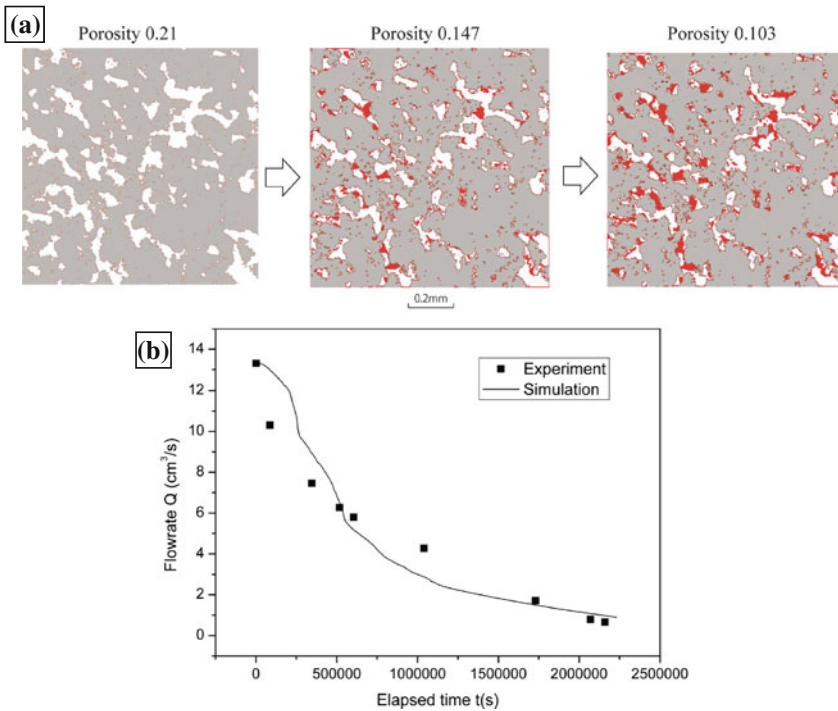 (a)
Porosity 0.21
Porosity 0.147
Porosity 0.103
0.2mm
(b)
14
12
10
8
6
4
2
0
Flowrate Q (cm³/s)
Experiment
Simulation
0
500000
1000000
1500000
2000000
2500000
Elapsed time t(s)